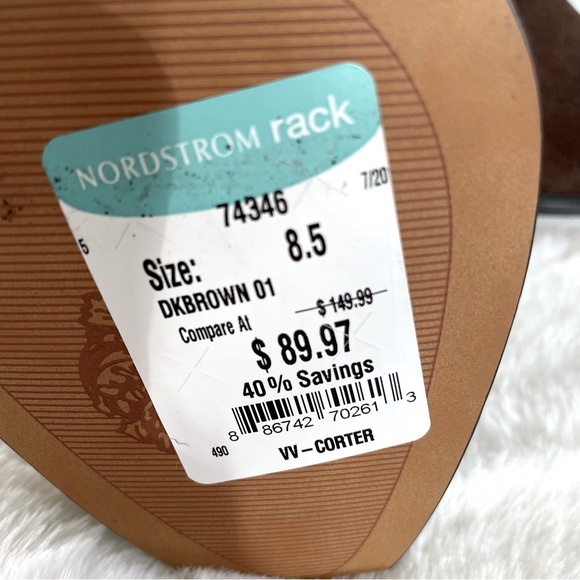 NORDSTROM rack
74346 7/20
5
Size: 8.5
DKBROWN 01
Compare At $ 149.99
$ 89.97
40% Savings
8 86742 70261 3
490 VV-CORTER